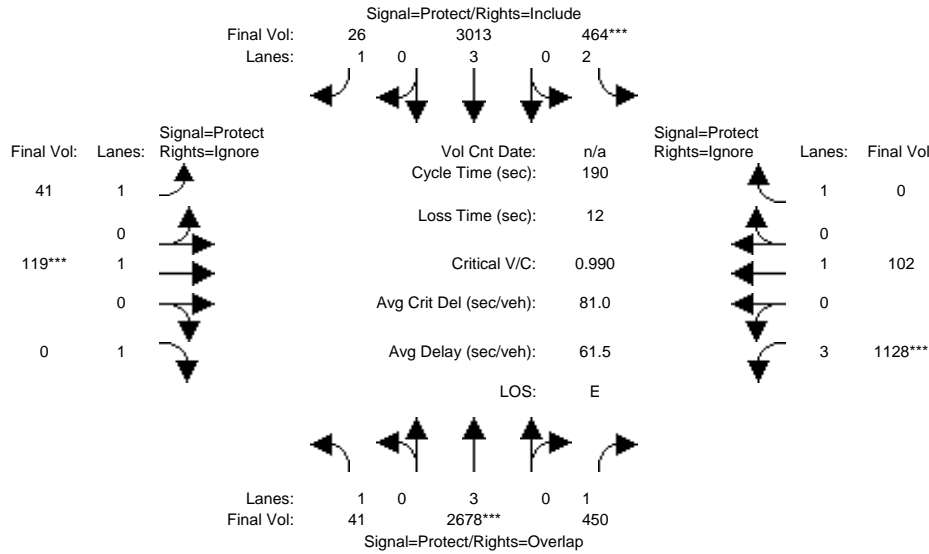 Signal=Protect/Rights=Include
Final Vol: 26 3013 464***
Lanes: 1 0 3 0 2
Signal=Protect
Final Vol: Lanes: Rights=Ignore
Vol Cnt Date: n/a
Signal=Protect
Rights=Ignore Lanes: Final Vol
Cycle Time (sec): 190
41 1
1 0
Loss Time (sec): 12
0
0
119*** 1
Critical V/C: 0.990
1 102
0
Avg Crit Del (sec/veh): 81.0
0
0 1
Avg Delay (sec/veh): 61.5
3 1128***
LOS: E
Lanes: 1 0 3 0 1
Final Vol: 41 2678*** 450
Signal=Protect/Rights=Overlap